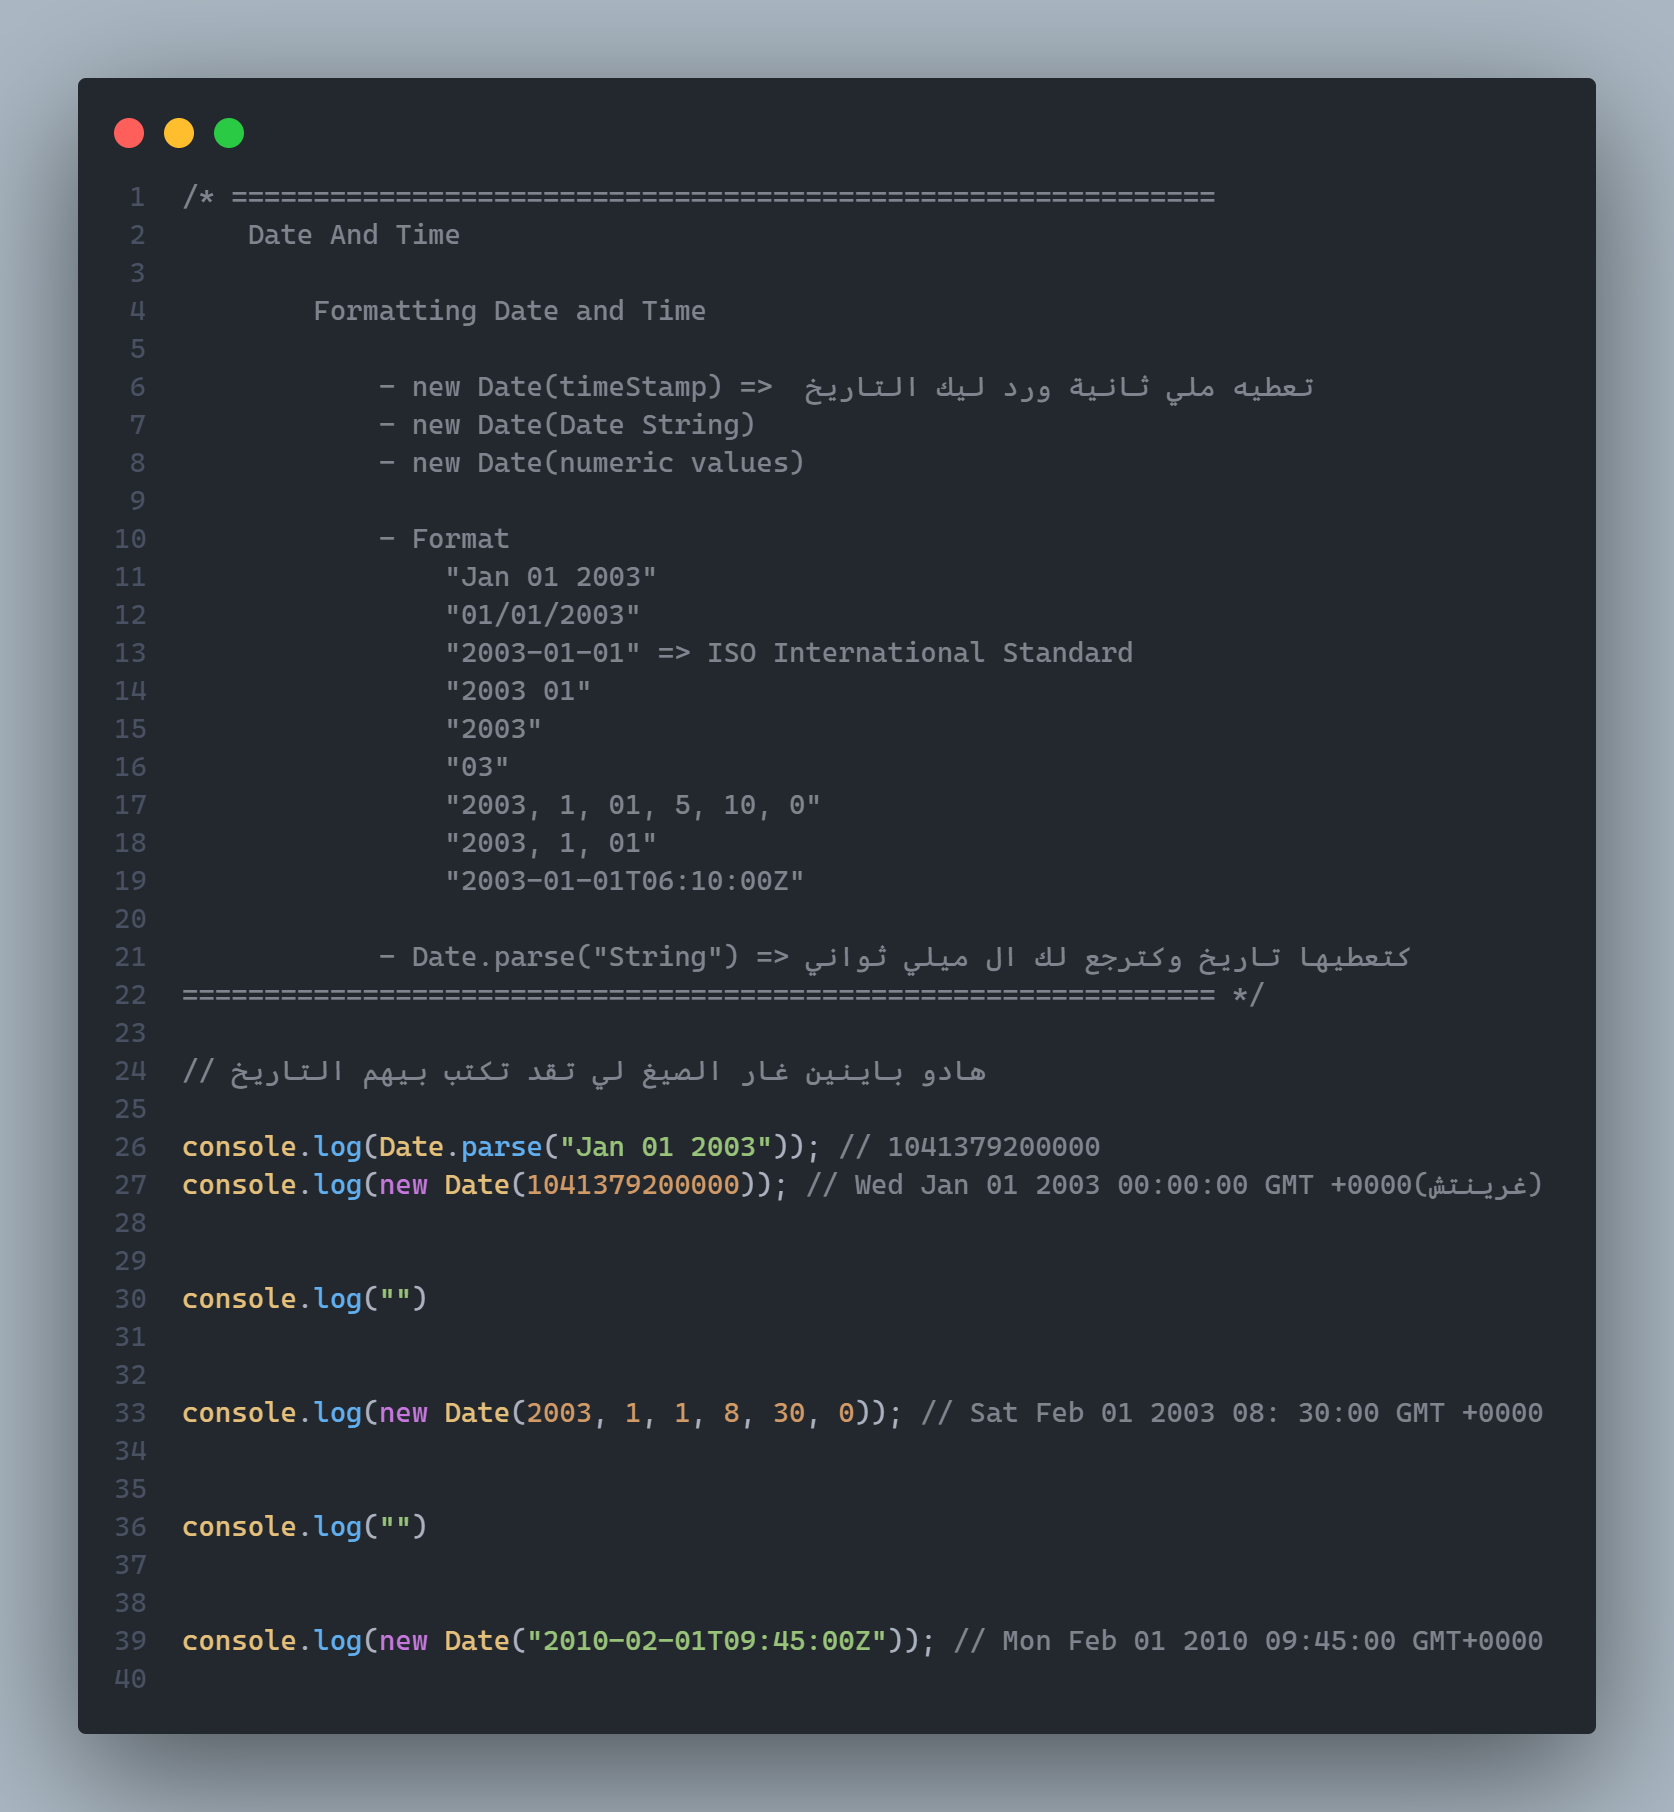 1 /* ============================================================
2 Date And Time
3
4 Formatting Date and Time
5
6 - new Date(timeStamp) =>  تعطيه ملي ثانية ورد ليك التاريخ
7 - new Date(Date String)
8 - new Date(numeric values)
9
10 - Format
11 "Jan 01 2003"
12 "01/01/2003"
13 "2003-01-01" => ISO International Standard
14 "2003 01"
15 "2003"
16 "03"
17 "2003, 1, 01, 5, 10, 0"
18 "2003, 1, 01"
19 "2003-01-01T06:10:00Z"
20
21 - Date.parse("String") => كتعطيها تاريخ وكترجع لك ال ميلي ثواني
22 =============================================================== */
23
24 // هادو باينين غار الصيغ لي تقد تكتب بيهم التاريخ
25
26 console.log(Date.parse("Jan 01 2003")); // 1041379200000
27 console.log(new Date(1041379200000)); // Wed Jan 01 2003 00:00:00 GMT +0000(غرينتش)
28
29
30 console.log("")
31
32
33 console.log(new Date(2003, 1, 1, 8, 30, 0)); // Sat Feb 01 2003 08: 30:00 GMT +0000
34
35
36 console.log("")
37
38
39 console.log(new Date("2010-02-01T09:45:00Z")); // Mon Feb 01 2010 09:45:00 GMT+0000
40